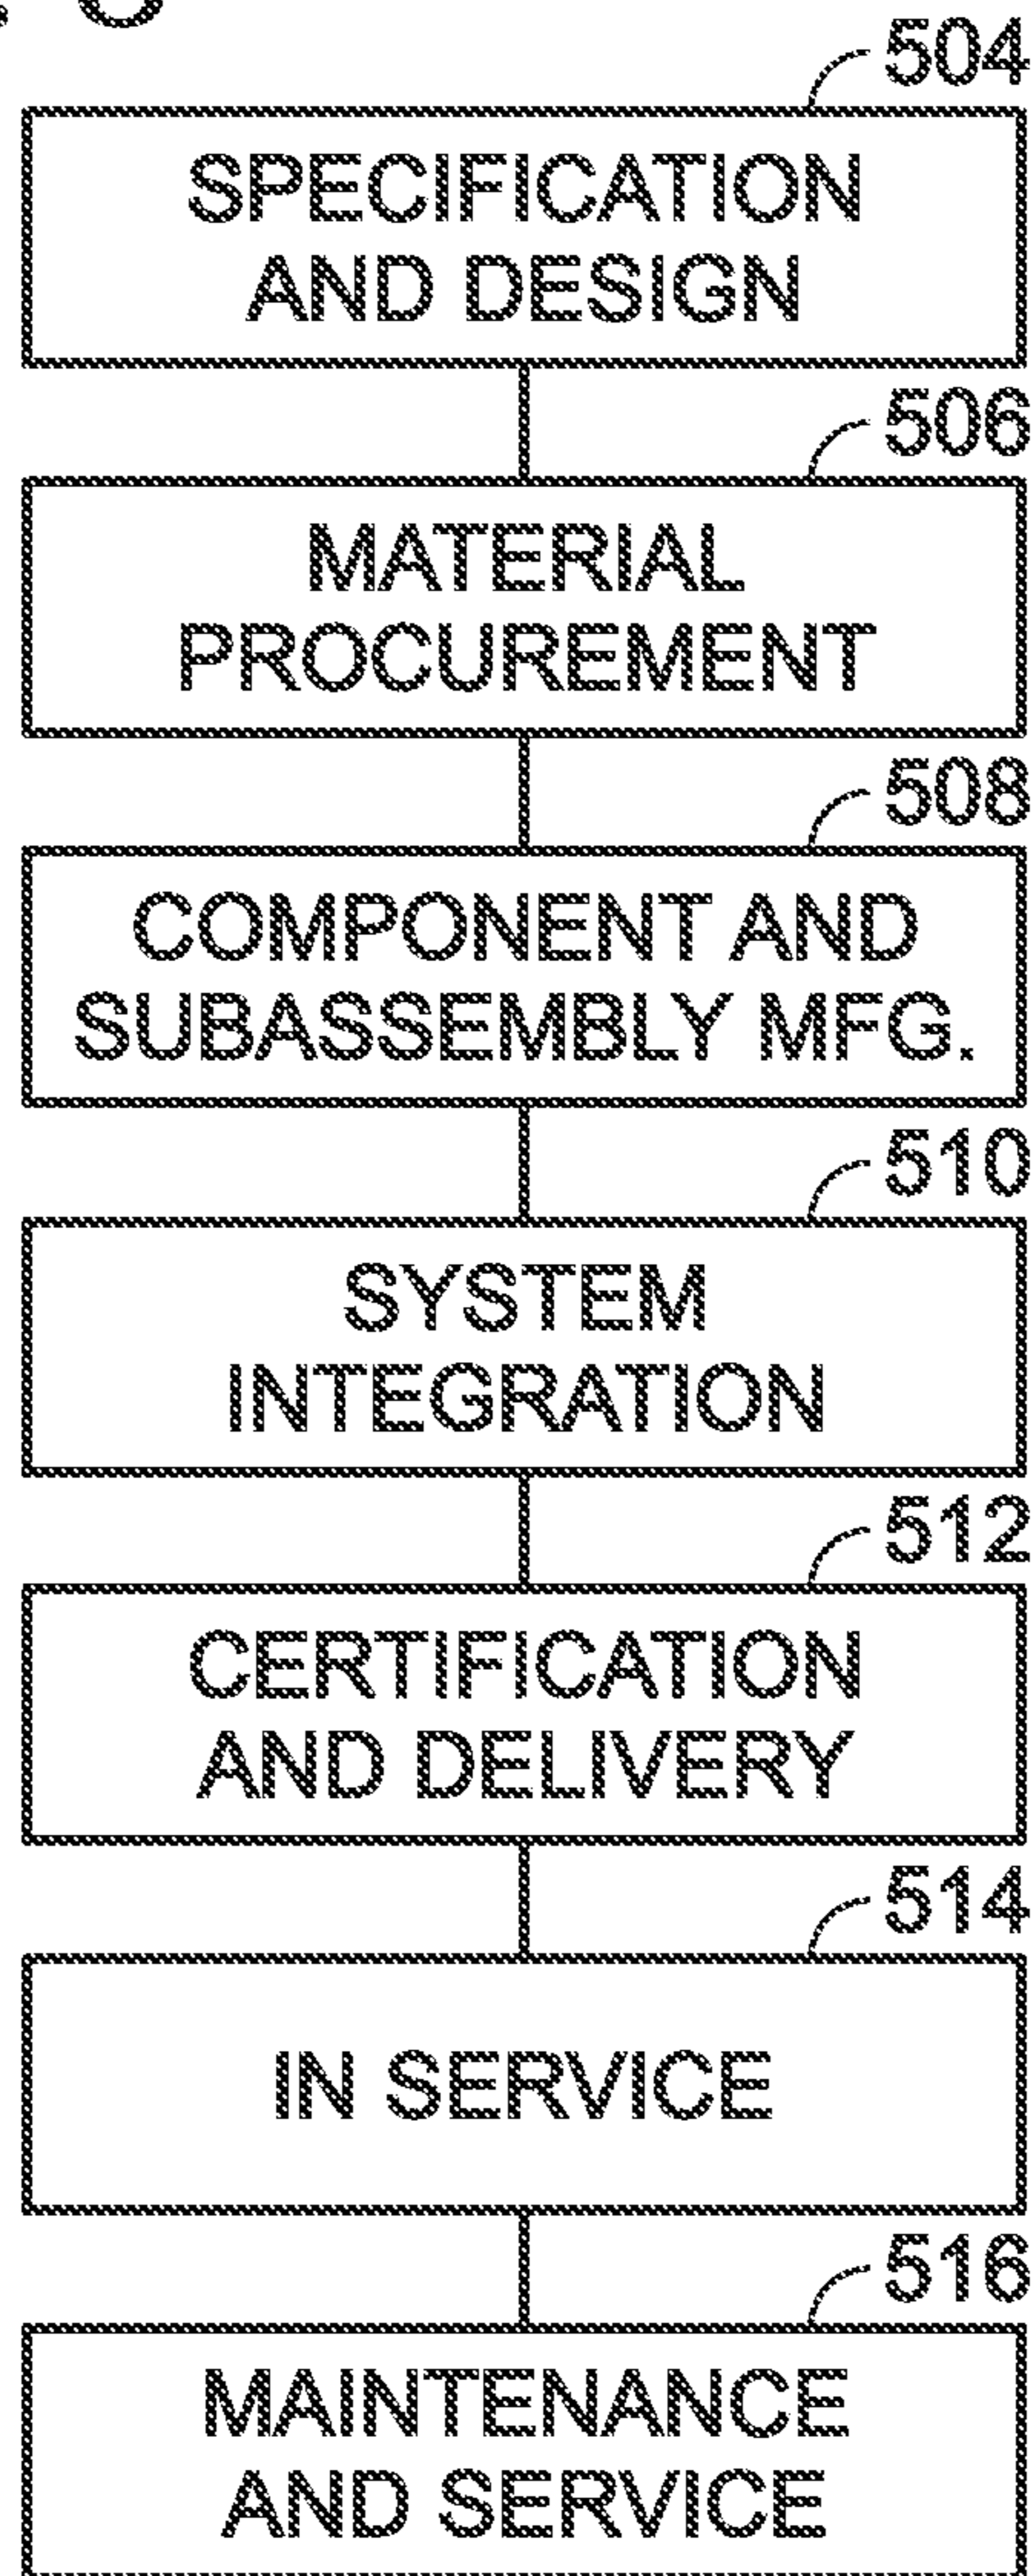 504
SPECIFICATION
AND DESIGN
506
MATERIAL
PROCUREMENT
508
COMPONENT AND
SUBASSEMBLY MFG.
510
SYSTEM
INTEGRATION
512
CERTIFICATION
AND DELIVERY
514
IN SERVICE
516
MAINTENANCE
AND SERVICE